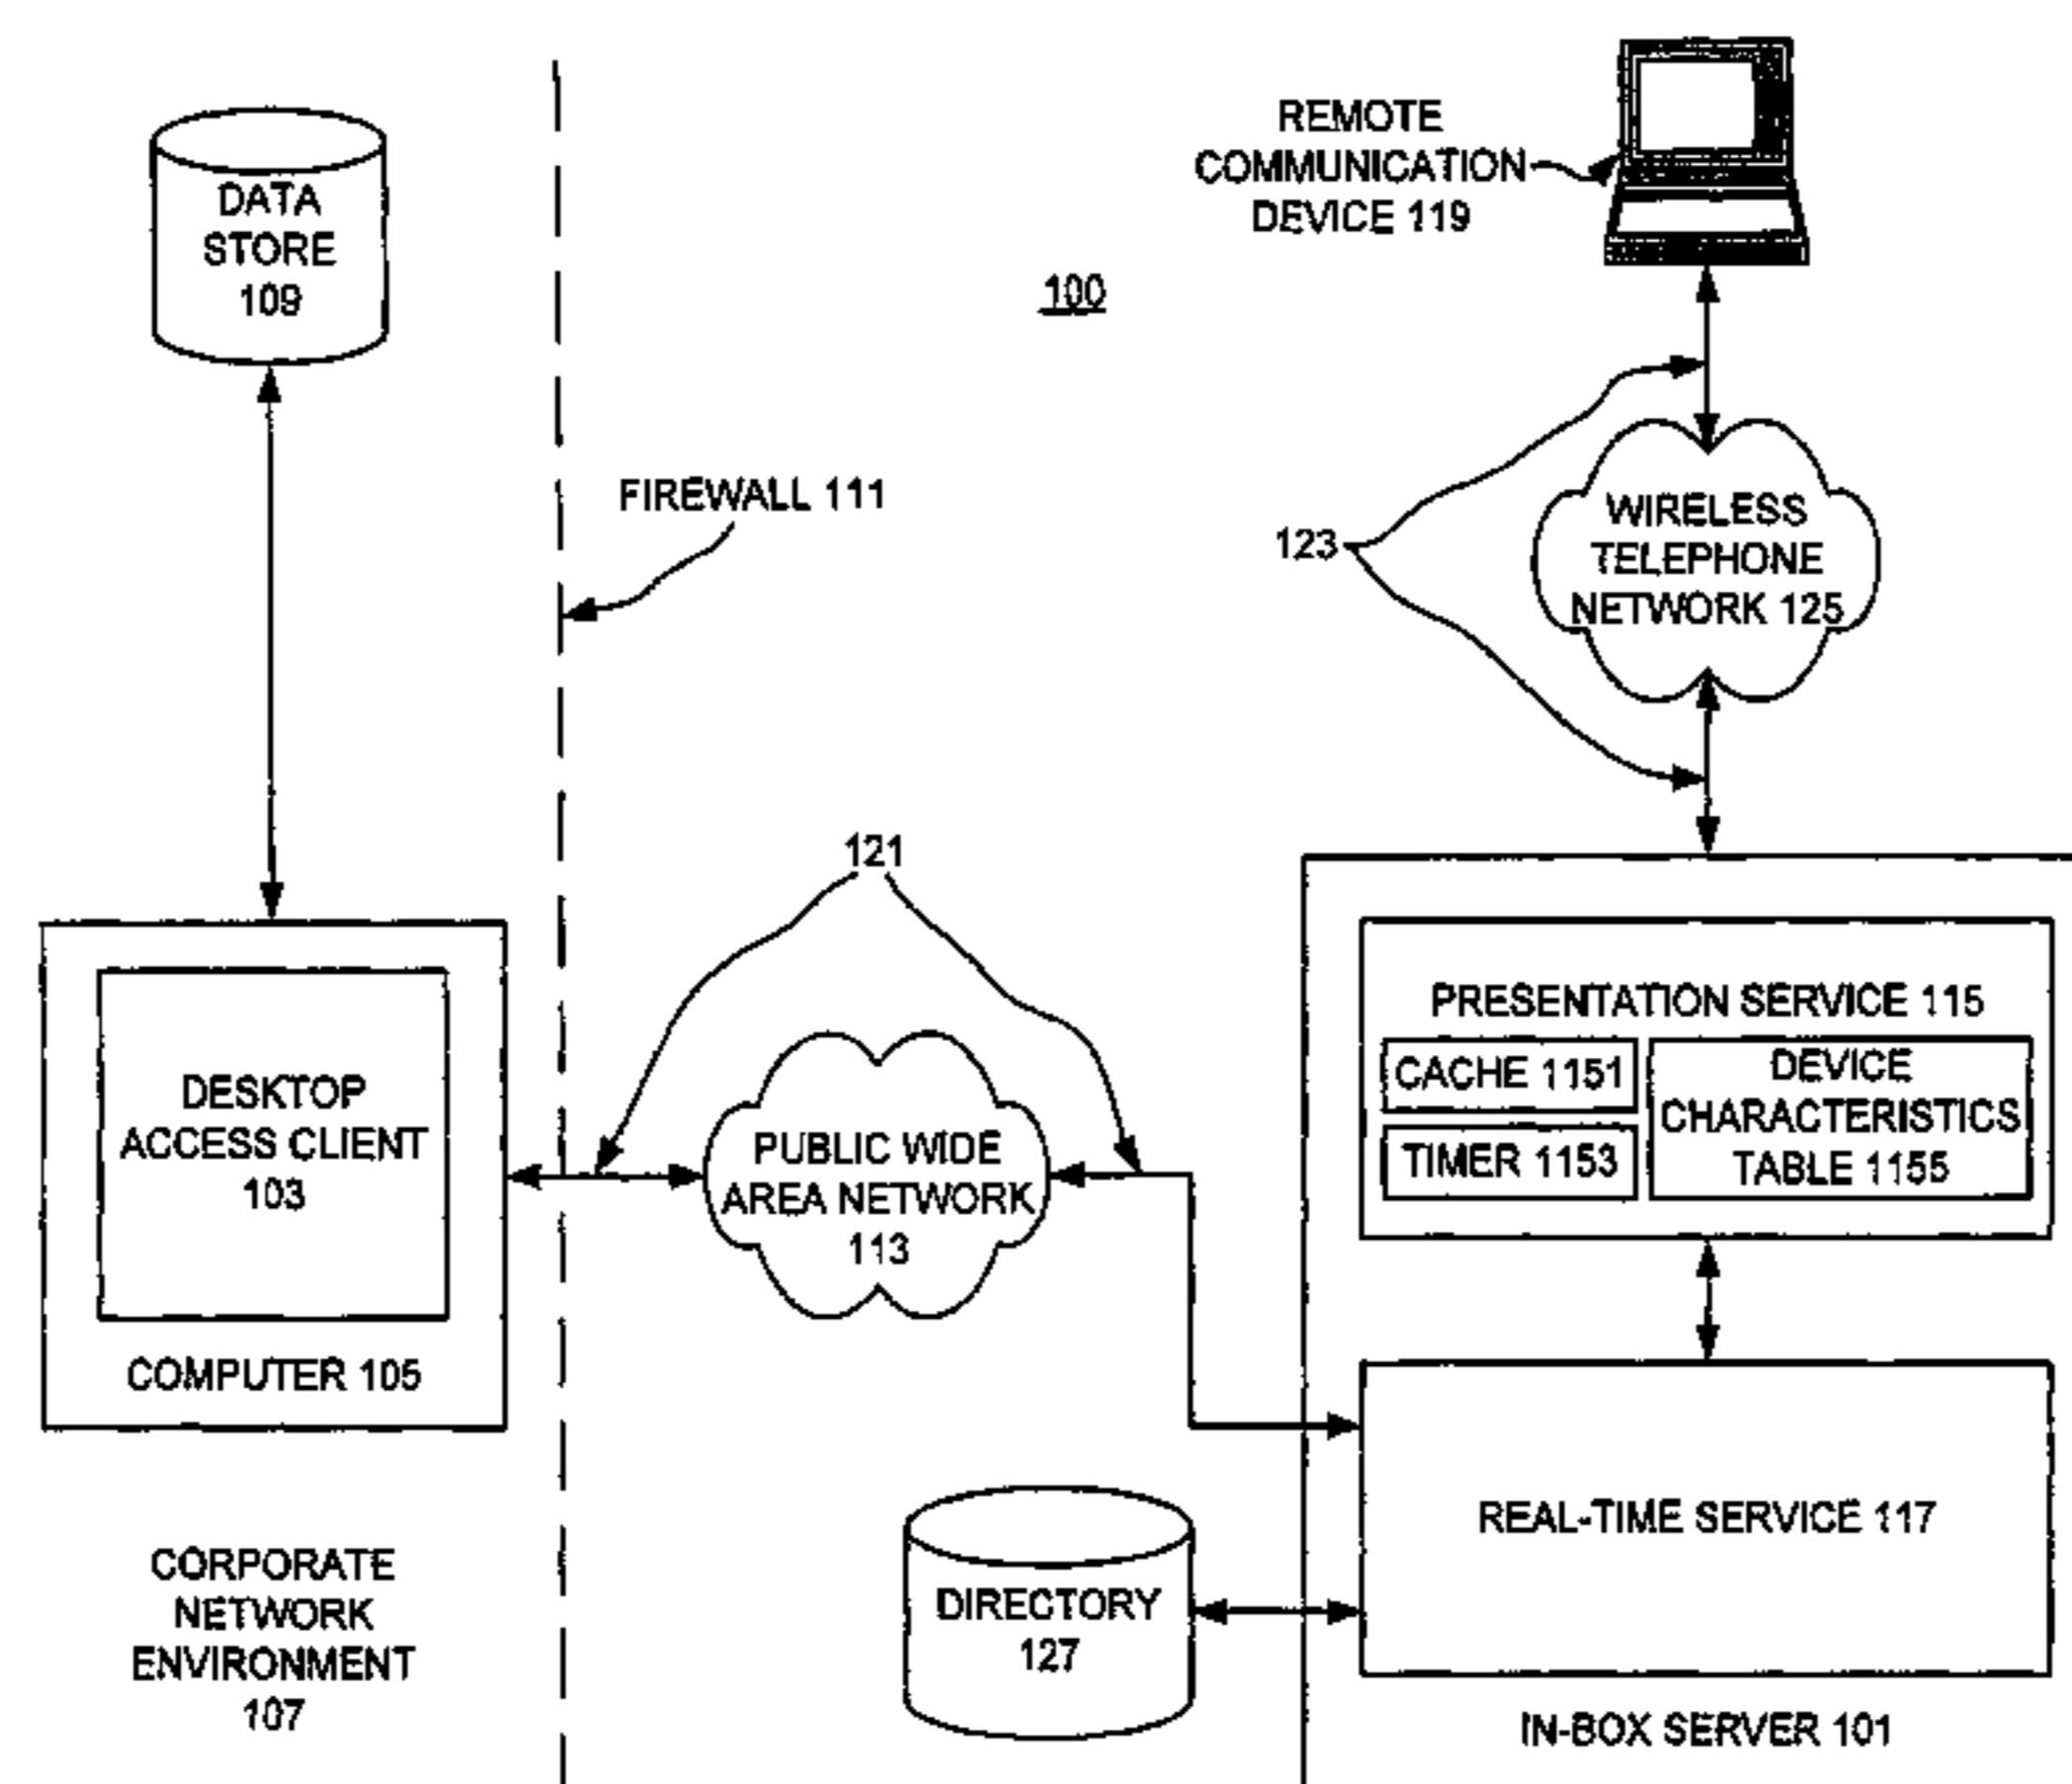 DATA
STORE
109
REMOTE
COMMUNICATION
DEVICE 119
100
FIREWALL 111
123
WIRELESS
TELEPHONE
NETWORK 125
121
DESKTOP
ACCESS CLIENT
103
COMPUTER 105
PUBLIC WIDE
AREA NETWORK
113
PRESENTATION SERVICE 115
CACHE 1151
TIMER 1153
DEVICE
CHARACTERISTICS
TABLE 1155
REAL-TIME SERVICE 117
DIRECTORY
127
IN-BOX SERVER 101
CORPORATE
NETWORK
ENVIRONMENT
107